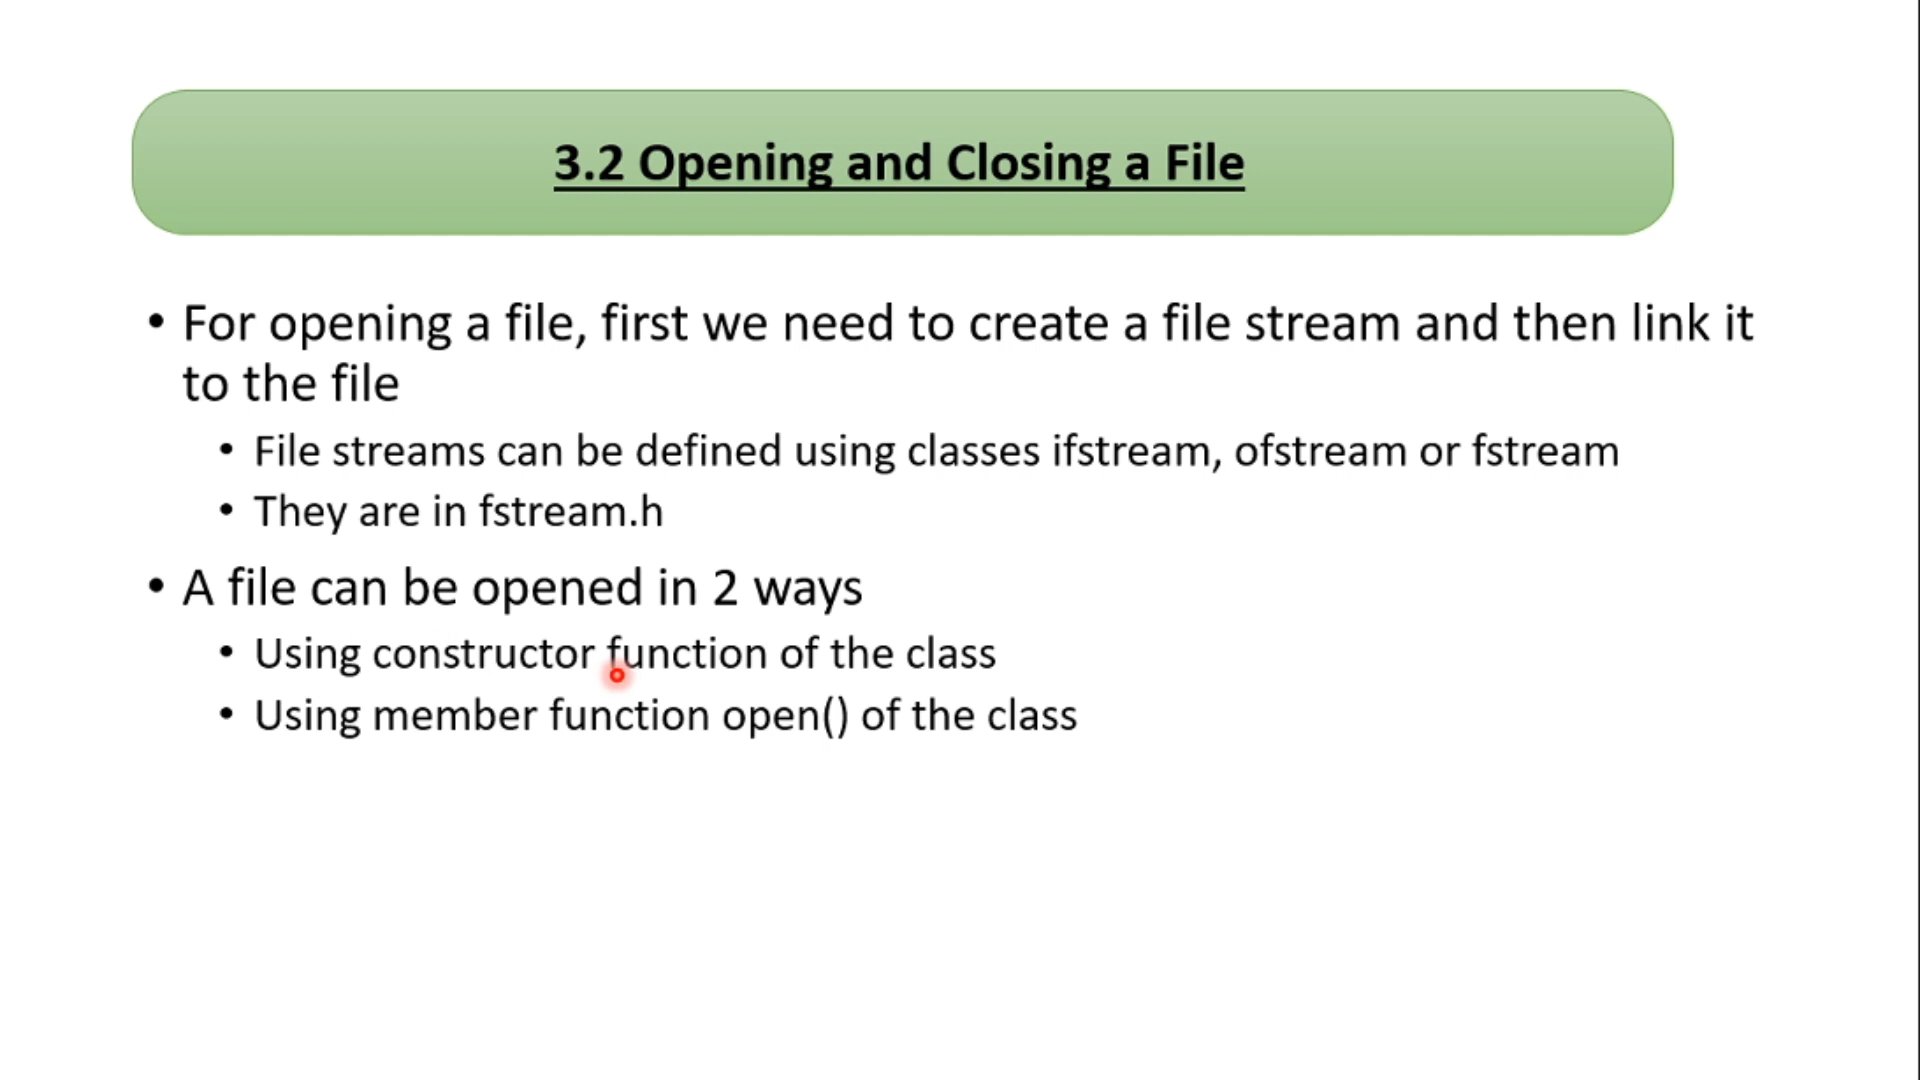 3.2 Opening and Closing a File
• For opening a file, first we need to create a file stream and then link it
to the file
• File streams can be defined using classes ifstream, ofstream or fstream
• They are in fstream.h
• A file can be opened in 2 ways
• Using constructor function of the class
• Using member function open() of the class